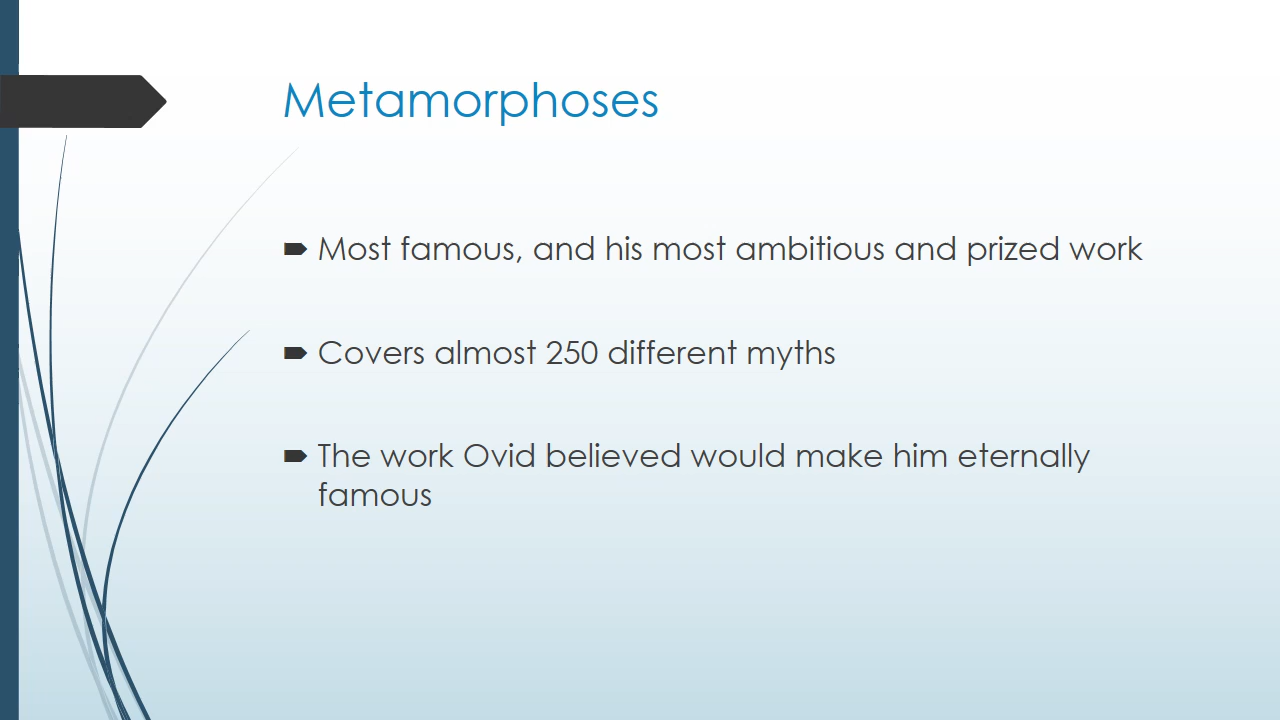 Metamorphoses
Most famous, and his most ambitious and prized work
Covers almost 250 different myths
The work Ovid believed would make him eternally
famous